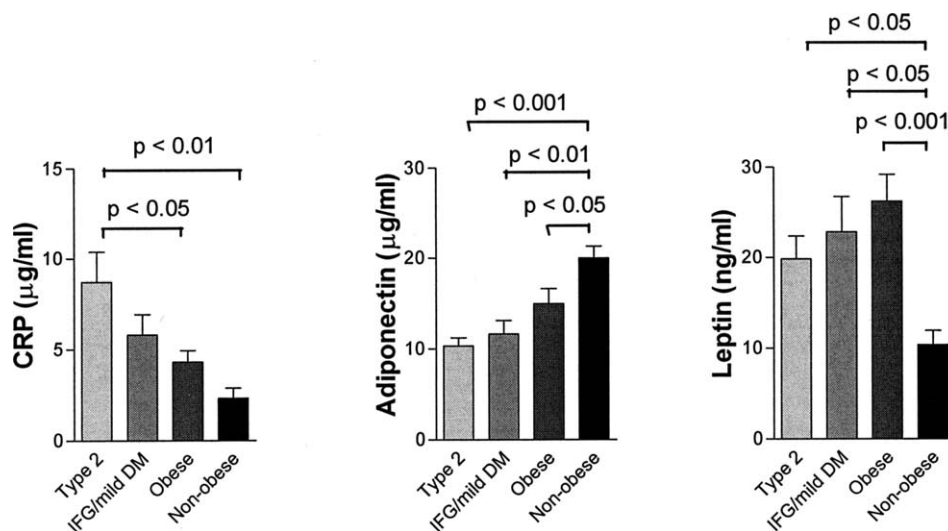 p < 0.01
p < 0.05
15
10
5
0
CRP (μg/ml)
Type 2
IFG/mild DM
Obese
Non-obese
p < 0.001
p < 0.01
p < 0.05
30
20
10
0
Adiponectin (μg/ml)
Type 2
IFG/mild DM
Obese
Non-obese
p < 0.05
p < 0.05
p < 0.001
30
20
10
0
Leptin (ng/ml)
Type 2
IFG/mild DM
Obese
Non-obese